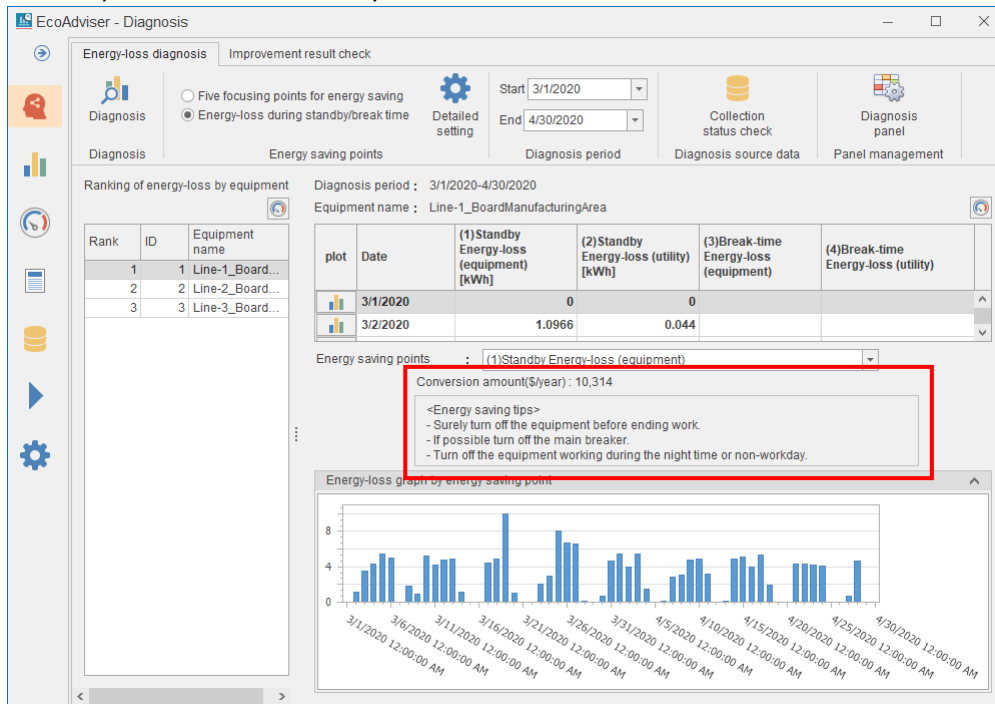 EcoAdviser - Diagnosis
Energy-loss diagnosis Improvement result check
Five focusing points for energy saving
Energy-loss during standby/break time
Diagnosis
Detailed setting
Start 3/1/2020
End 4/30/2020
Collection status check
Diagnosis panel
Diagnosis Energy saving points Diagnosis period Diagnosis source data Panel management
Ranking of energy-loss by equipment
Rank ID Equipment name
1 1 Line-1_Board...
2 2 Line-2_Board...
3 3 Line-3_Board...
Diagnosis period : 3/1/2020-4/30/2020
Equipment name : Line-1_BoardManufacturingArea
plot Date (1)Standby Energy-loss (equipment) [kWh] (2)Standby Energy-loss (utility) [kWh] (3)Break-time Energy-loss (equipment) (4)Break-time Energy-loss (utility)
3/1/2020 0 0
3/2/2020 1.0966 0.044
Energy saving points : (1)Standby Energy-loss (equipment)
Conversion amount($/year) : 10,314
<Energy saving tips>
- Surely turn off the equipment before ending work.
- If possible turn off the main breaker.
- Turn off the equipment working during the night time or non-workday.
Energy-loss graph by energy saving point
8
4
0
3/1/2020 12:00:00 AM
3/6/2020 12:00:00 AM
3/11/2020 12:00:00 AM
3/16/2020 12:00:00 AM
3/21/2020 12:00:00 AM
3/26/2020 12:00:00 AM
3/31/2020 12:00:00 AM
4/5/2020 12:00:00 AM
4/10/2020 12:00:00 AM
4/15/2020 12:00:00 AM
4/20/2020 12:00:00 AM
4/25/2020 12:00:00 AM
4/30/2020 12:00:00 AM